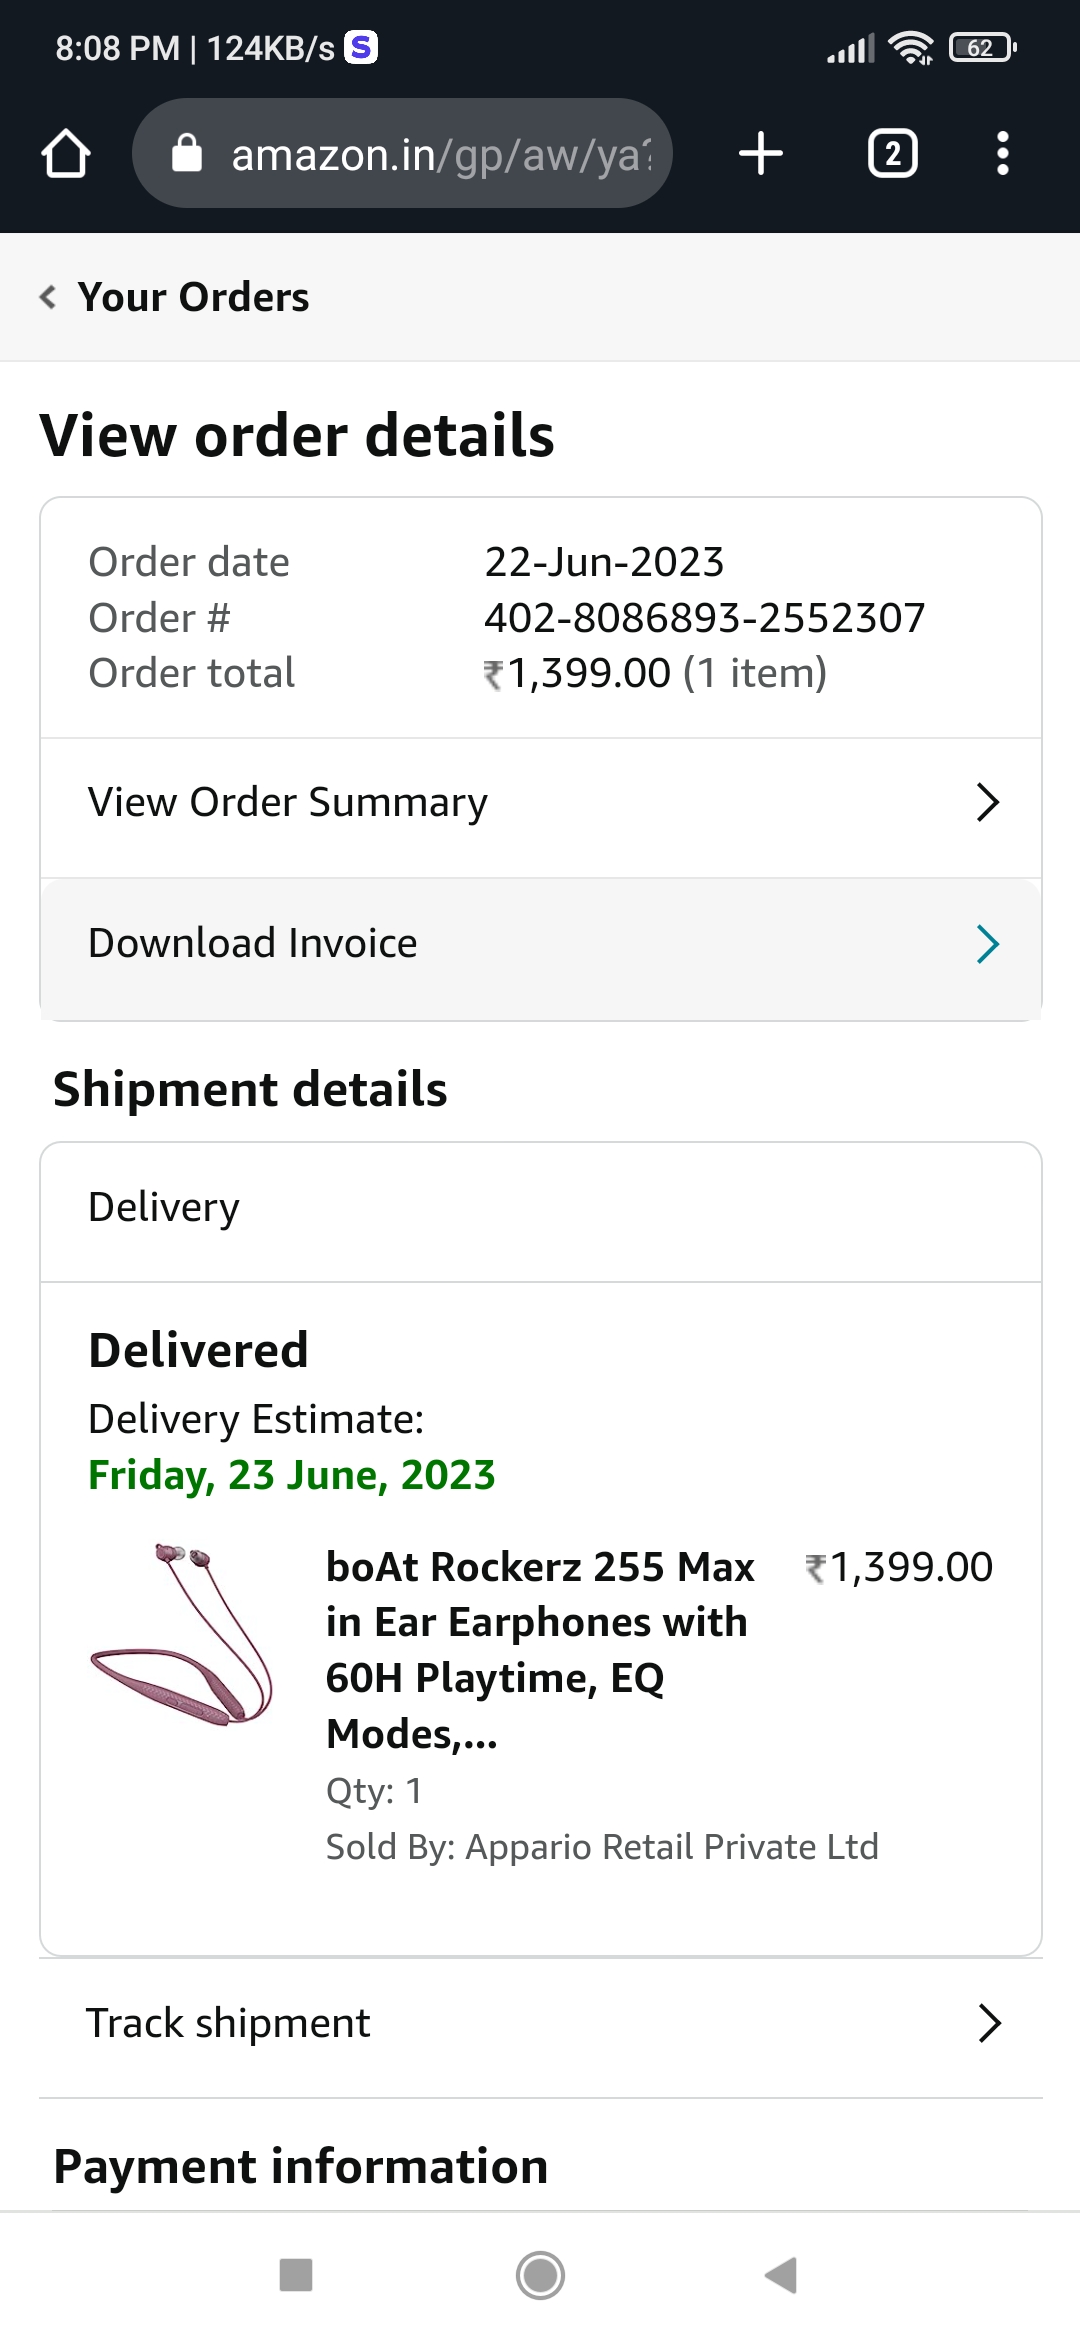 8:08 PM | 124KB/s S
62
amazon.in/gp/aw/ya?
2
Your Orders
View order details
Order date 22-Jun-2023
Order # 402-8086893-2552307
Order total ₹1,399.00 (1 item)
View Order Summary
Download Invoice
Shipment details
Delivery
Delivered
Delivery Estimate:
Friday, 23 June, 2023
boAt Rockerz 255 Max ₹1,399.00
in Ear Earphones with
60H Playtime, EQ
Modes,...
Qty: 1
Sold By: Appario Retail Private Ltd
Track shipment
Payment information